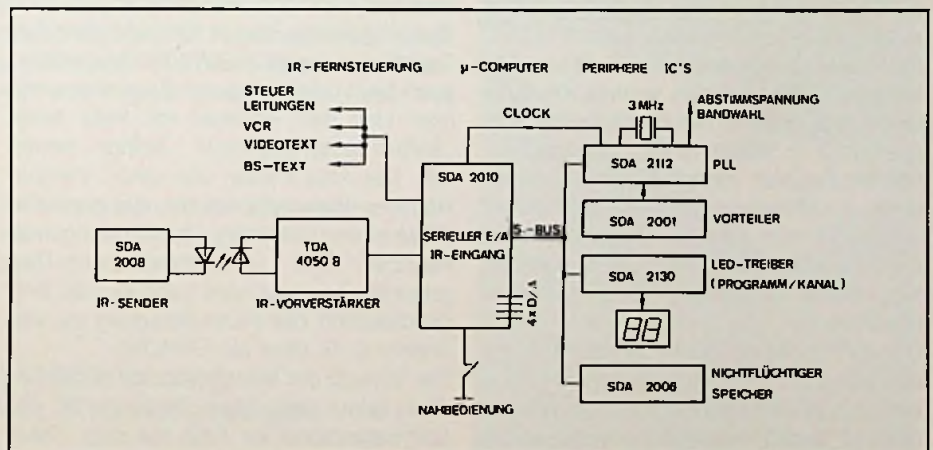 IR-FERNSTEUERUNG
µ-COMPUTER
PERIPHERE IC'S
STEUER
LEITUNGEN
VCR
VIDEOTEXT
BS-TEXT
CLOCK
3 MHz
ABSTIMMSPANNUNG
BANDWAHL
SDA 2010
SDA 2112
PLL
SERIELLER E/A
IR-EINGANG
S.-BUS
4x D/A
SDA 2001
VORTEILER
SDA
2008
IR-SENDER
TDA
4050 B
IR-VORVERSTÄRKER
SDA 2130
LED-TREIBER
(PROGRAMM/KANAL)
88
SDA 2006
NICHTFLÜCHTIGER
SPEICHER
NAHBEDIENUNG